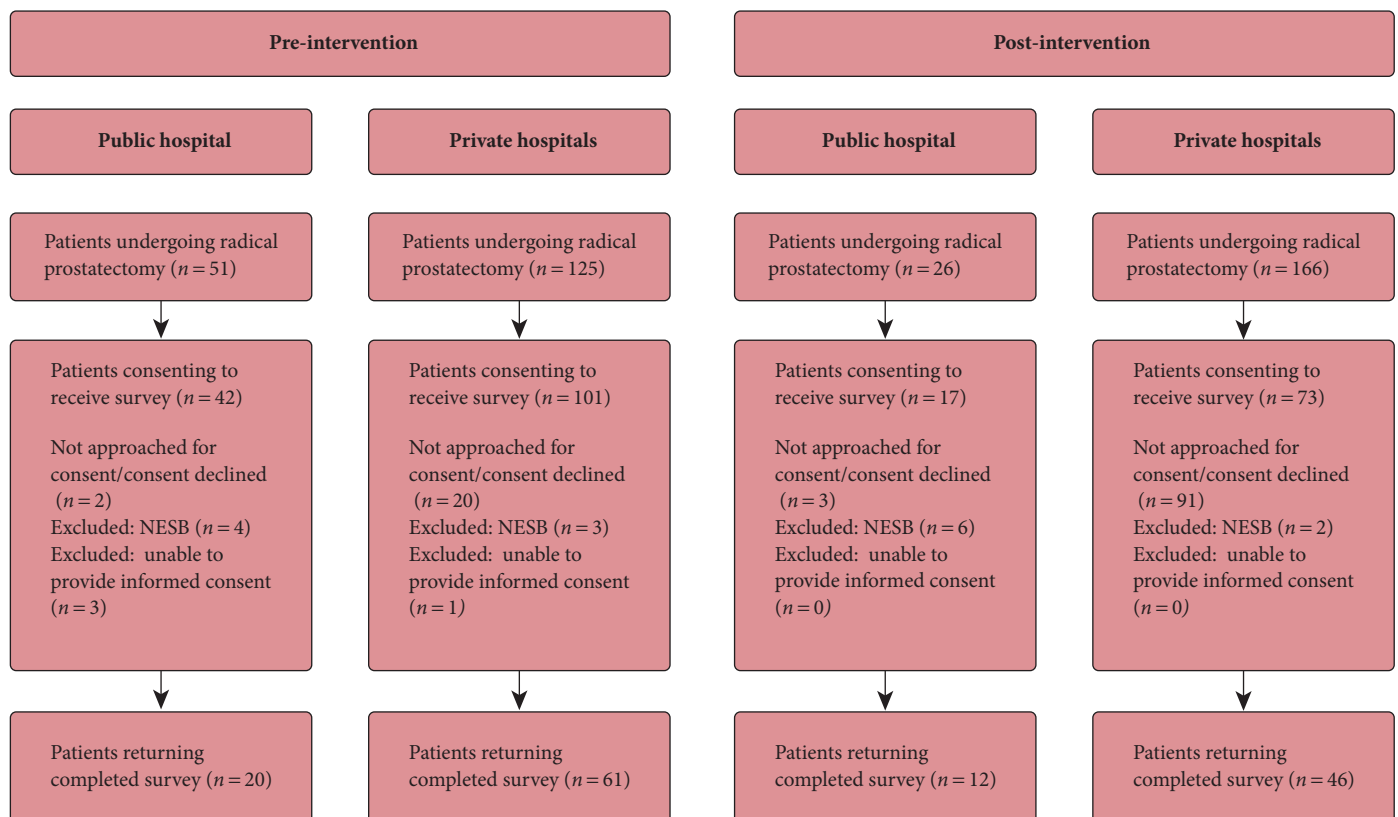 Pre-intervention
Post-intervention
Public hospital
Private hospitals
Public hospital
Private hospitals
Patients undergoing radical
prostatectomy (n = 51)
Patients undergoing radical
prostatectomy (n = 125)
Patients undergoing radical
prostatectomy (n = 26)
Patients undergoing radical
prostatectomy (n = 166)
Patients consenting to
receive survey (n = 42)
Not approached for
consent/consent declined
(n = 2)
Excluded: NESB (n = 4)
Excluded: unable to
provide informed consent
(n = 3)
Patients consenting to
receive survey (n = 101)
Not approached for
consent/consent declined
(n = 20)
Excluded: NESB (n = 3)
Excluded: unable to
provide informed consent
(n = 1)
Patients consenting to
receive survey (n = 17)
Not approached for
consent/consent declined
(n = 3)
Excluded: NESB (n = 6)
Excluded: unable to
provide informed consent
(n = 0)
Patients consenting to
receive survey (n = 73)
Not approached for
consent/consent declined
(n = 91)
Excluded: NESB (n = 2)
Excluded: unable to
provide informed consent
(n = 0)
Patients returning
completed survey (n = 20)
Patients returning
completed survey (n = 61)
Patients returning
completed survey (n = 12)
Patients returning
completed survey (n = 46)